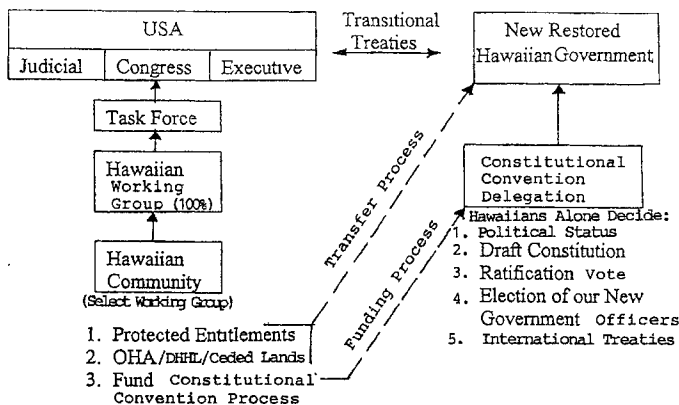 USA
Judicial Congress Executive
Task Force
Hawaiian
Working
Group (100%)
Hawaiian
Community
(Select Working Group)
1. Protected Entitlements
2. OHA/DHHL/Ceded Lands
3. Fund Constitutional
Convention Process
Transitional
Treaties
Transfer Process
Funding Process
New Restored
Hawaiian Government
Constitutional
Convention
Delegation
Hawaiians Alone Decide:
1. Political Status
2. Draft Constitution
3. Ratification Vote
4. Election of our New
Government Officers
5. International Treaties